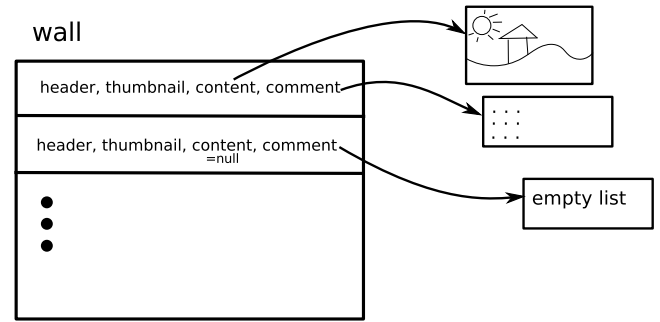 wall
header, thumbnail, content, comment
header, thumbnail, content, comment
=null
empty list